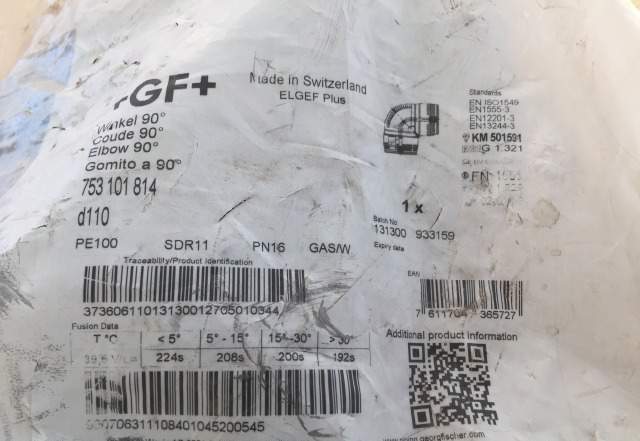 +GF+
Made in Switzerland
ELGEF Plus
Winkel 90°
Coude 90°
Elbow 90°
Gomito a 90°
753 101 814
d110
PE100 SDR11 PN16 GAS/W
Traceability/Product Identification
37360611013130012705010344
Fusion Data
T °C < 5° 5° - 15° 15°-30° > 30°
224s 208s 200s 192s
Standards
EN 1555-3
EN12201-3
EN13244-3
KM 501591
G 1.321
1 x
Batch No
131300 933159
Expiry date
EAN
7 611704 365727
Additional product information